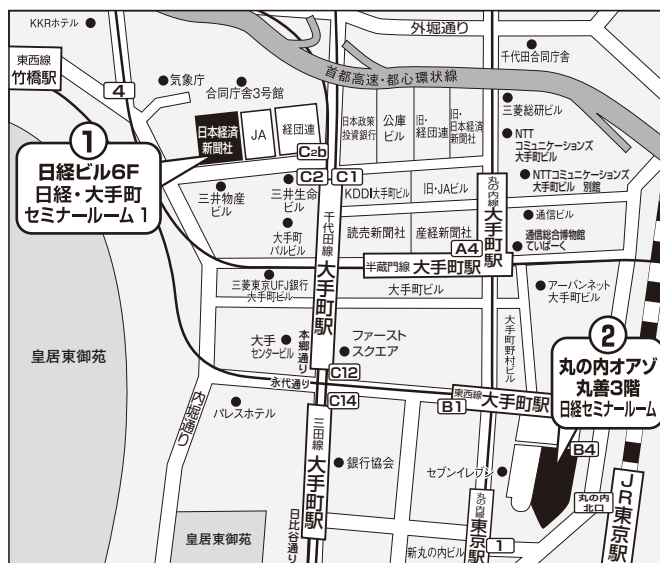 KKRホテル
外堀通り
千代田合同庁舎
東西線
竹橋駅
首都高速・都心環状線
気象庁
合同庁舎3号館
4
三菱総研ビル
日本経済
新聞社
JA
経団連
日本政策
投資銀行
公庫
ビル
旧・
経団連
旧・
日本経済
新聞社
NTT
コミュニケーションズ
大手町ビル
1
日経ビル6F
日経・大手町
セミナールーム 1
C2b
C2
C1
NTTコミュニケーションズ
大手町ビル 別館
三井物産
ビル
三井生命
ビル
KDDI大手町ビル
旧・JAビル
丸の内線
大手町駅
通信ビル
大手町
パルビル
千代田線
大手町駅
読売新聞社
産経新聞社
通信総合博物館
ていぱーく
A4
半蔵門線 大手町駅
三菱東京UFJ銀行
大手町ビル
大手町ビル
アーバンネット
大手町ビル
大手
センタービル
本郷通り
ファースト
スクエア
大手町野村ビル
2
丸の内オアゾ
丸善3階
日経セミナールーム
皇居東御苑
C12
永代通り
C14
東西線 大手町駅
B1
内堀通り
パレスホテル
三田線
大手町駅
銀行協会
セブンイレブン
B4
丸の内
北口
JR東京駅
丸の内線
東京駅
皇居東御苑
日比谷通り
新丸の内ビル
1